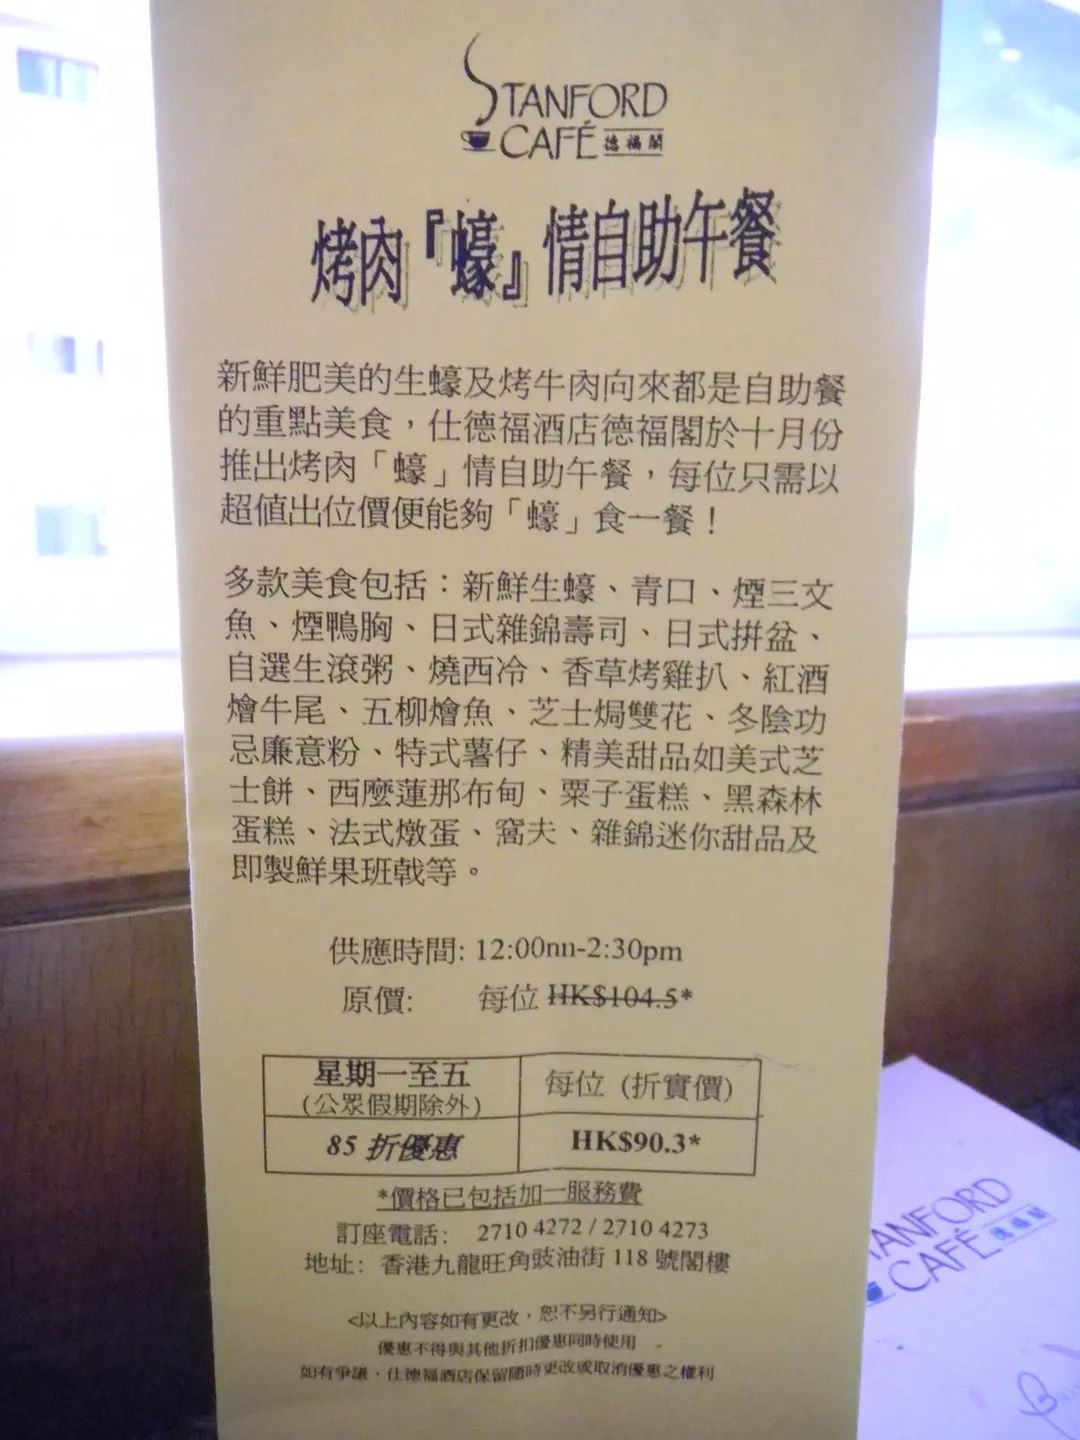 STANFORD
CAFÉ 德福閣
烤肉『蠔』情自助午餐
新鮮肥美的生蠔及烤牛肉向來都是自助餐
的重點美食，仕德福酒店德福閣於十月份
推出烤肉「蠔」情自助午餐，每位只需以
超值出位價便能夠「蠔」食一餐！
多款美食包括：新鮮生蠔、青口、煙三文
魚、煙鴨胸、日式雜錦壽司、日式拼盆、
自選生滾粥、燒西冷、香草烤雞扒、紅酒
燴牛尾、五柳燴魚、芝士焗雙花、冬陰功
忌廉意粉、特式薯仔、精美甜品如美式芝
士餅、西麼蓮那布甸、粟子蛋糕、黑森林
蛋糕、法式燉蛋、窩夫、雜錦迷你甜品及
即製鮮果班戟等。
供應時間: 12:00nn-2:30pm
原價: 每位 HK$104.5*
星期一至五
(公眾假期除外)
每位 (折實價)
85 折優惠
HK$90.3*
*價格已包括加一服務費
訂座電話: 2710 4272 / 2710 4273
地址: 香港九龍旺角豉油街 118 號閣樓
<以上內容如有更改，恕不另行通知>
優惠不得與其他折扣優惠同時使用
如有爭議，仕德福酒店保留隨時更改或取消優惠之權利
TANFORD
CAFÉ 德福閣